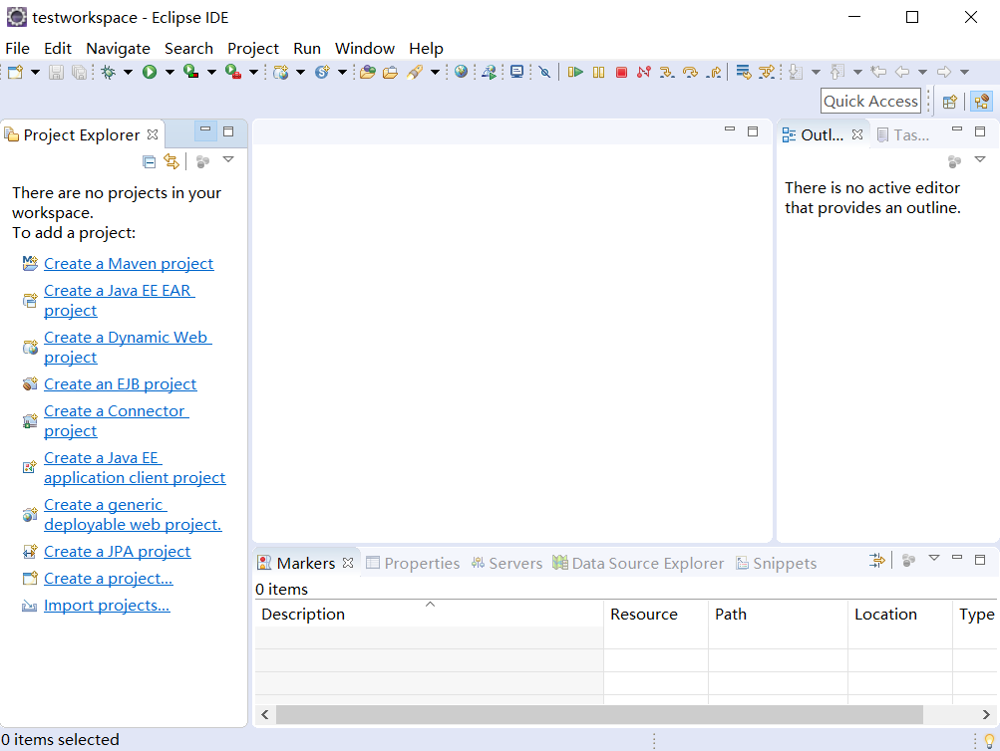 testworkspace - Eclipse IDE
File Edit Navigate Search Project Run Window Help
Quick Access
Project Explorer
There are no projects in your
workspace.
To add a project:
Create a Maven project
Create a Java EE EAR
project
Create a Dynamic Web
project
Create an EJB project
Create a Connector
project
Create a Java EE
application client project
Create a generic
deployable web project.
Create a JPA project
Create a project...
Import projects...
Outl... Tas...
There is no active editor
that provides an outline.
Markers Properties Servers Data Source Explorer Snippets
0 items
Description Resource Path Location Type
0 items selected